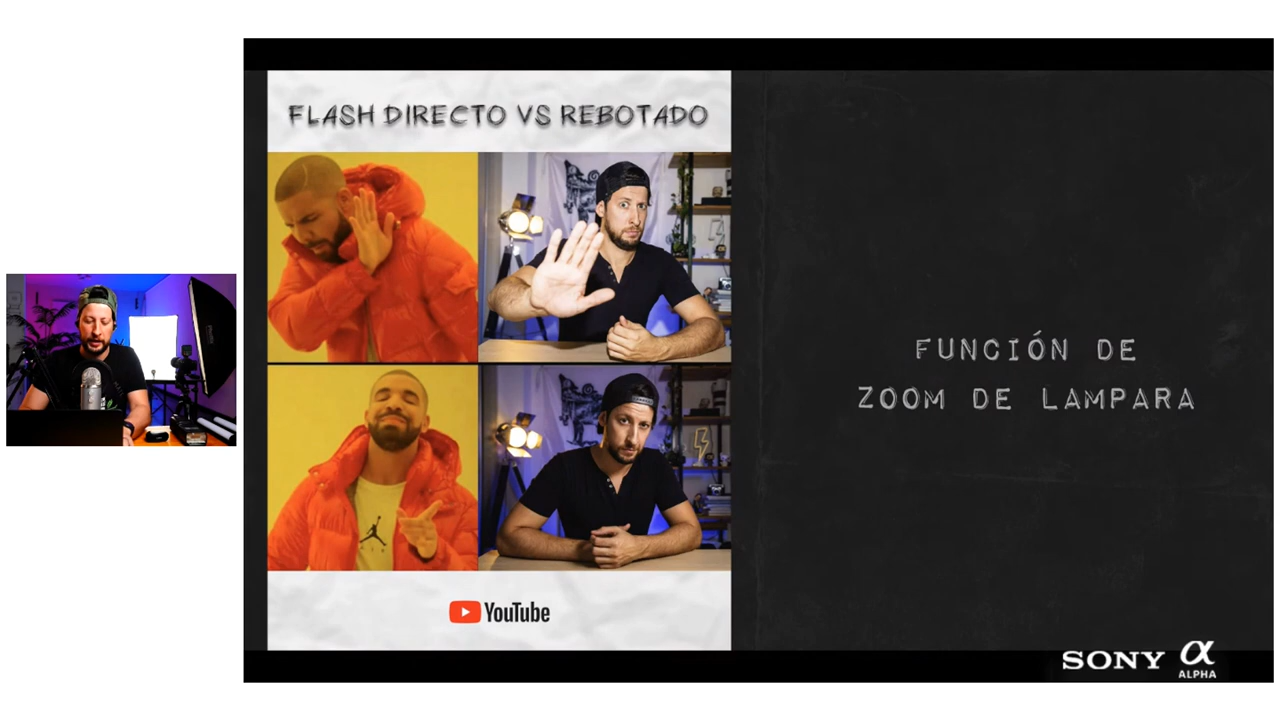 FLASH DIRECTO VS REBOTADO
YouTube
FUNCIÓN DE
ZOOM DE LAMPARA
SONY α
ALPHA